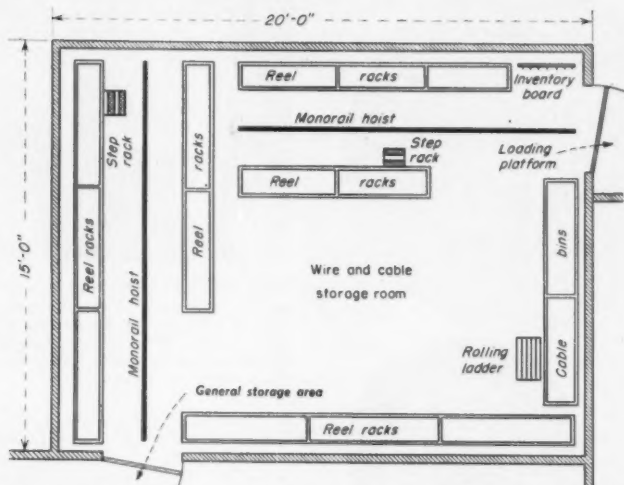 20'-0"
Reel racks
Inventory
board
Monorail hoist
Step
rack
Loading
platform
Step
rack
Reel racks
racks
Reel
Reel racks
15'-0"
Monorail hoist
Wire and cable
storage room
bins
Cable
Rolling
ladder
General storage area
Reel racks